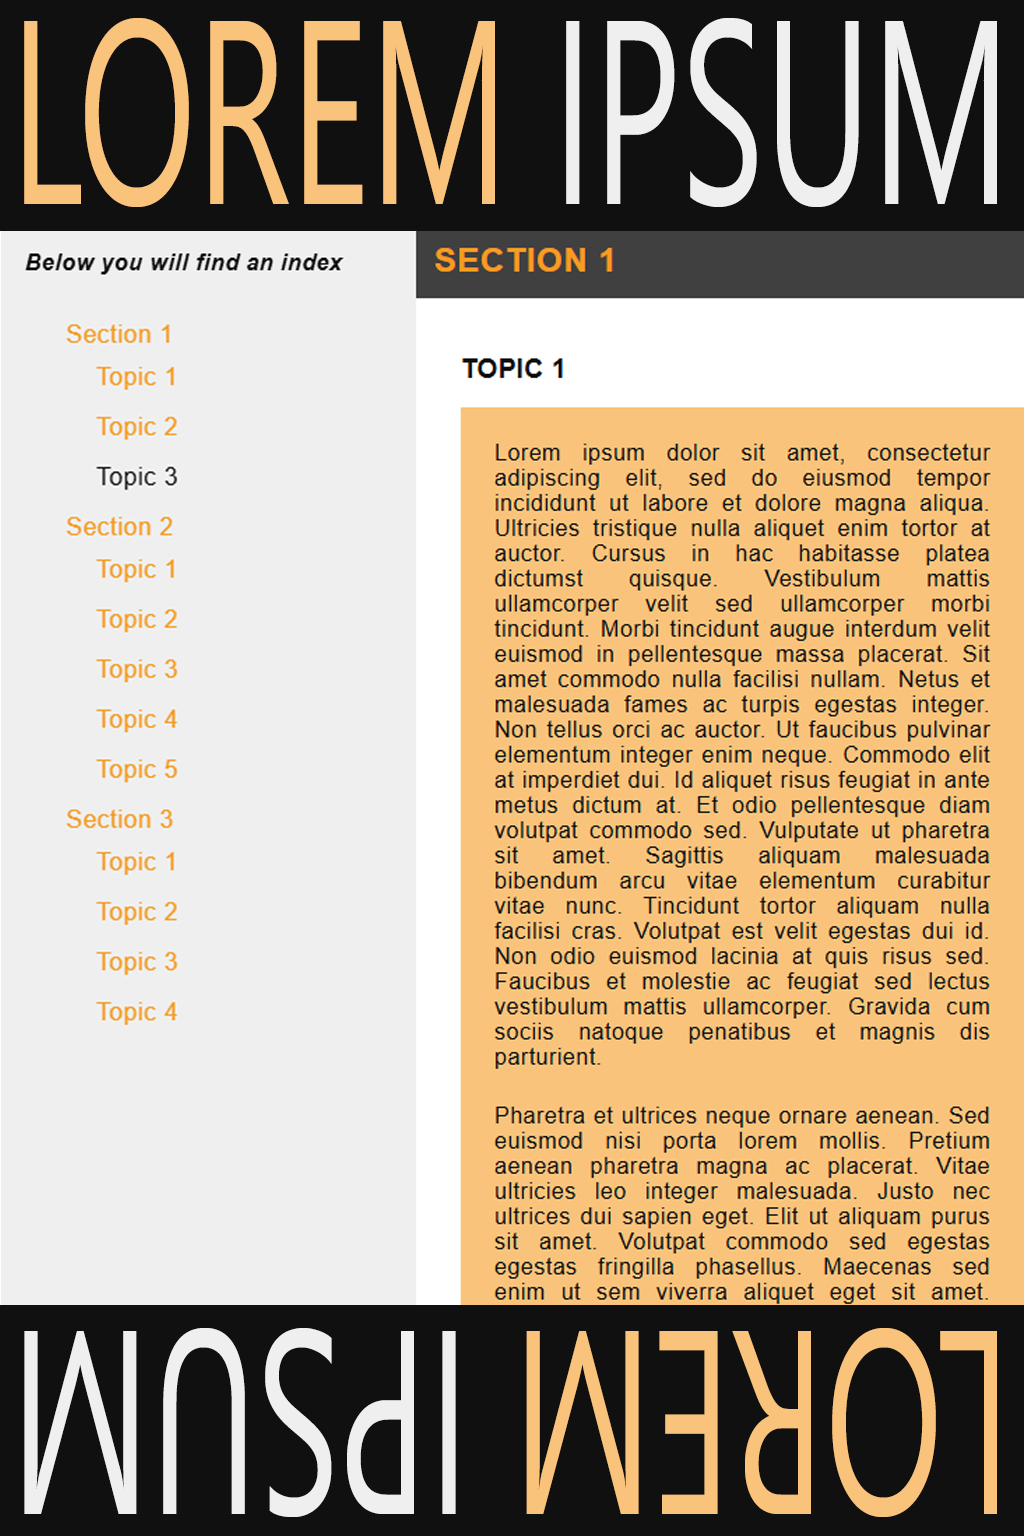 LOREM IPSUM
Below you will find an index
Section 1
Topic 1
Topic 2
Topic 3
Section 2
Topic 1
Topic 2
Topic 3
Topic 4
Topic 5
Section 3
Topic 1
Topic 2
Topic 3
Topic 4
SECTION 1
TOPIC 1
Lorem ipsum dolor sit amet, consectetur
adipiscing elit, sed do eiusmod tempor
incididunt ut labore et dolore magna aliqua.
Ultricies tristique nulla aliquet enim tortor at
auctor. Cursus in hac habitasse platea
dictumst quisque. Vestibulum mattis
ullamcorper velit sed ullamcorper morbi
tincidunt. Morbi tincidunt augue interdum velit
euismod in pellentesque massa placerat. Sit
amet commodo nulla facilisi nullam. Netus et
malesuada fames ac turpis egestas integer.
Non tellus orci ac auctor. Ut faucibus pulvinar
elementum integer enim neque. Commodo elit
at imperdiet dui. Id aliquet risus feugiat in ante
metus dictum at. Et odio pellentesque diam
volutpat commodo sed. Vulputate ut pharetra
sit amet. Sagittis aliquam malesuada
bibendum arcu vitae elementum curabitur
vitae nunc. Tincidunt tortor aliquam nulla
facilisi cras. Volutpat est velit egestas dui id.
Non odio euismod lacinia at quis risus sed.
Faucibus et molestie ac feugiat sed lectus
vestibulum mattis ullamcorper. Gravida cum
sociis natoque penatibus et magnis dis
parturient.
Pharetra et ultrices neque ornare aenean. Sed
euismod nisi porta lorem mollis. Pretium
aenean pharetra magna ac placerat. Vitae
ultricies leo integer malesuada. Justo nec
ultrices dui sapien eget. Elit ut aliquam purus
sit amet. Volutpat commodo sed egestas
egestas fringilla phasellus. Maecenas sed
enim ut sem viverra aliquet eget sit amet.
LOREM IPSUM